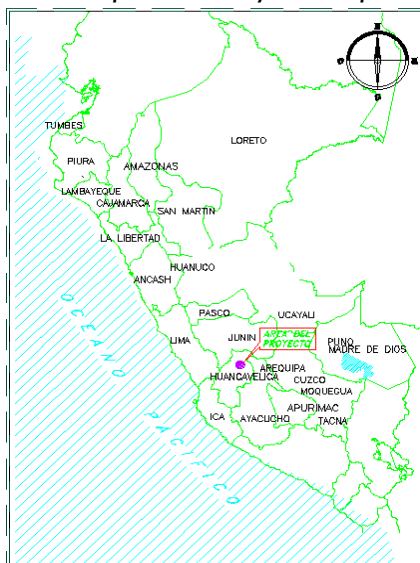 TUMBES
LORETO
PIURA
AMAZONAS
LAMBAYEQUE
CAJAMARCA
SAN MARTIN
LA LIBERTAD
HUANUCO
ANCASH
PASCO
UCAYALI
LIMA
JUNIN
AREA DEL
PROYECTO
PUNO
MADRE DE DIOS
HUANCAVELICA
AREQUIPA
CUZCO
MOQUEGUA
ICA
AYACUCHO
APURIMAC
TACNA
OCEANO PACIFICO